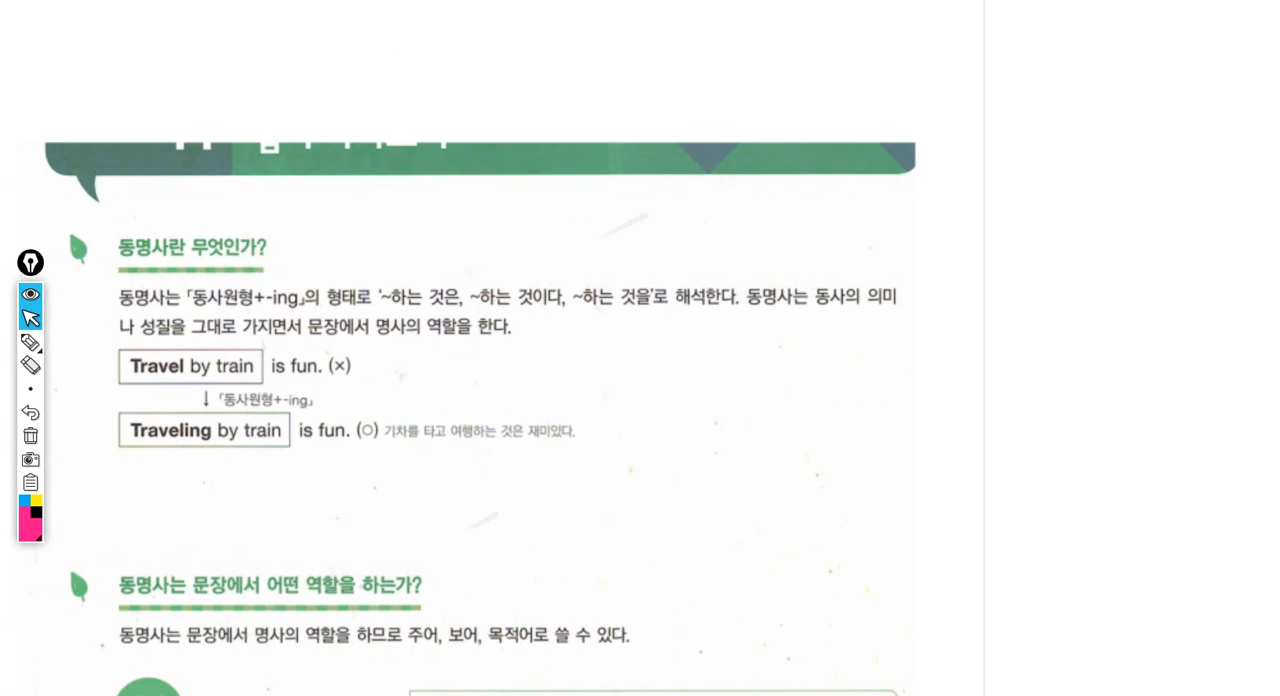 동명사란 무엇인가?
동명사는 「동사원형+-ing」의 형태로 '~하는 것은, ~하는 것이다, ~하는 것을'로 해석한다. 동명사는 동사의 의미
나 성질을 그대로 가지면서 문장에서 명사의 역할을 한다.
Travel by train is fun. (×)
↓ 「동사원형+-ing」
Traveling by train is fun. (○) 기차를 타고 여행하는 것은 재미있다.
동명사는 문장에서 어떤 역할을 하는가?
동명사는 문장에서 명사의 역할을 하므로 주어, 보어, 목적어로 쓸 수 있다.